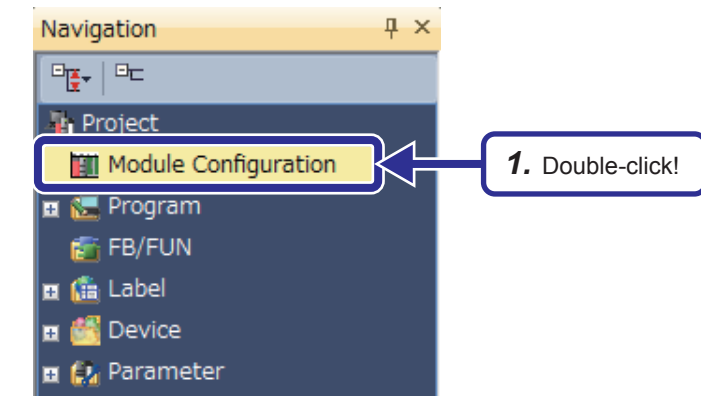 Navigation
Project
Module Configuration
1. Double-click!
Program
FB/FUN
Label
Device
Parameter